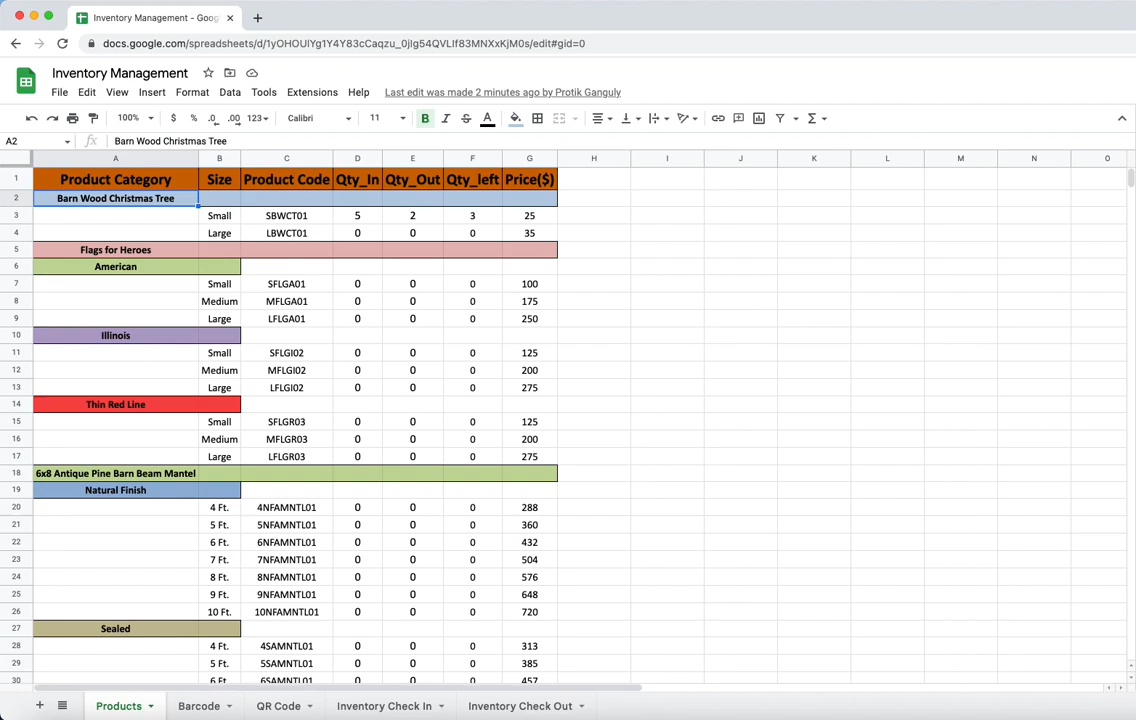 Inventory Management - Goog
docs.google.com/spreadsheets/d/1yOHOUlYg1Y4Y83cCaqzu_0jIg54QVLIf83MNXxKjM0s/edit#gid=0
Inventory Management
File Edit View Insert Format Data Tools Extensions Help Last edit was made 2 minutes ago by Protik Ganguly
100% $ % .0 .00 123 Calibri 11 B I S A
A2 fx Barn Wood Christmas Tree
A B C D E F G H I J K L M N O
1 Product Category Size Product Code Qty_In Qty_Out Qty_left Price($)
2 Barn Wood Christmas Tree
3 Small SBWCT01 5 2 3 25
4 Large LBWCT01 0 0 0 35
5 Flags for Heroes
6 American
7 Small SFLGA01 0 0 0 100
8 Medium MFLGA01 0 0 0 175
9 Large LFLGA01 0 0 0 250
10 Illinois
11 Small SFLGI02 0 0 0 125
12 Medium MFLGI02 0 0 0 200
13 Large LFLGI02 0 0 0 275
14 Thin Red Line
15 Small SFLGR03 0 0 0 125
16 Medium MFLGR03 0 0 0 200
17 Large LFLGR03 0 0 0 275
18 6x8 Antique Pine Barn Beam Mantel
19 Natural Finish
20 4 Ft. 4NFAMNTL01 0 0 0 288
21 5 Ft. 5NFAMNTL01 0 0 0 360
22 6 Ft. 6NFAMNTL01 0 0 0 432
23 7 Ft. 7NFAMNTL01 0 0 0 504
24 8 Ft. 8NFAMNTL01 0 0 0 576
25 9 Ft. 9NFAMNTL01 0 0 0 648
26 10 Ft. 10NFAMNTL01 0 0 0 720
27 Sealed
28 4 Ft. 4SAMNTL01 0 0 0 313
29 5 Ft. 5SAMNTL01 0 0 0 385
30 6 Ft. 6SAMNTL01 0 0 0 457
Products Barcode QR Code Inventory Check In Inventory Check Out